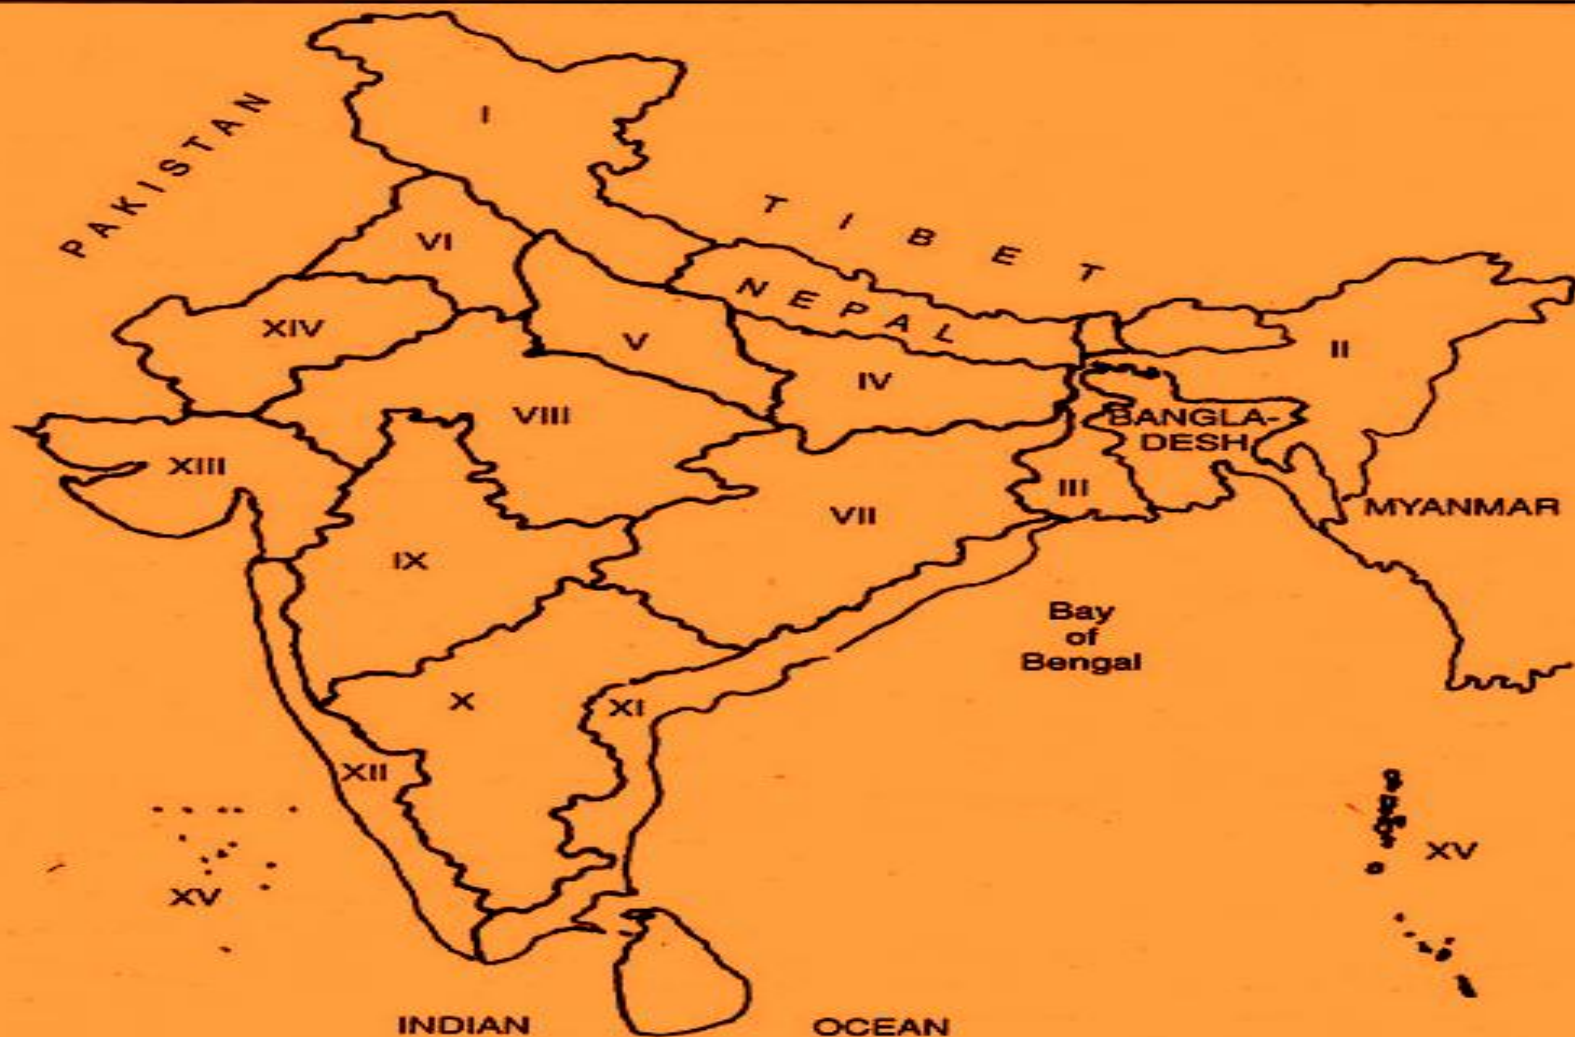 I
PAKISTAN
TIBET
VI
NEPAL
XIV
V
II
IV
VIII
BANGLA-
DESH
XIII
III
VII
MYANMAR
IX
Bay
of
Bengal
X
XI
XII
XV
XV
INDIAN OCEAN